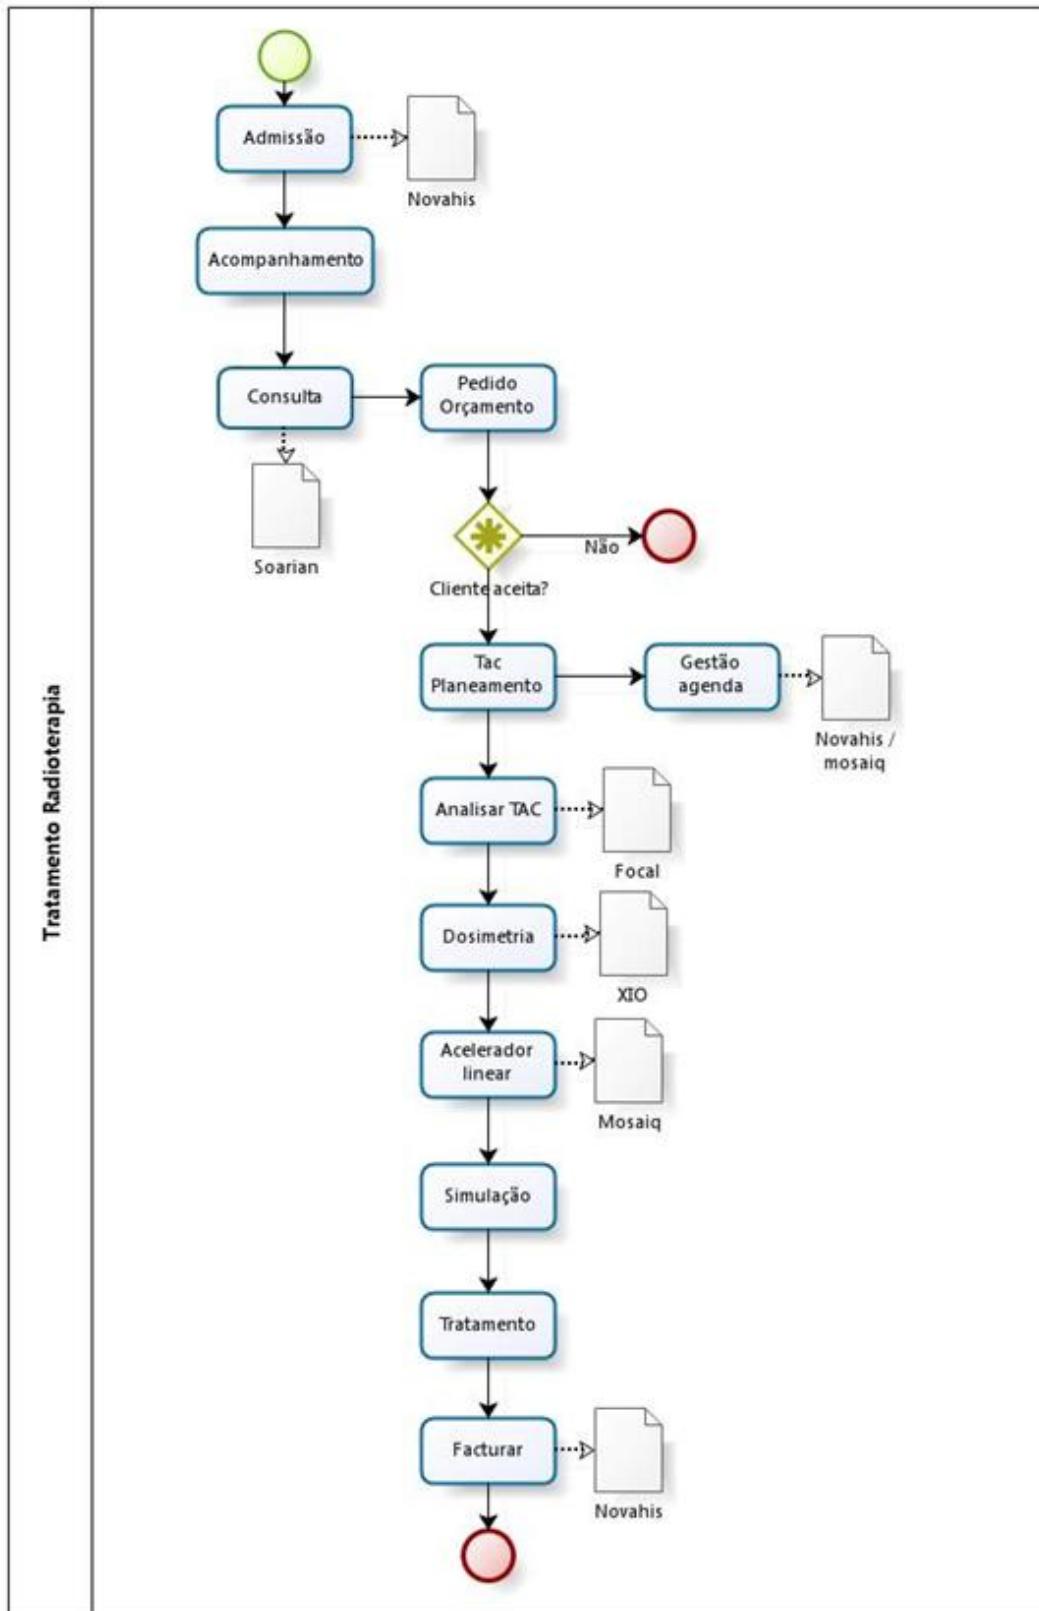 Tratamento Radioterapia
Admissão
Novahis
Acompanhamento
Consulta
Pedido
Orçamento
Soarian
Não
Cliente aceita?
Tac
Planeamento
Gestão
agenda
Novahis /
mosaiq
Analisar TAC
Focal
Dosimetria
XIO
Acelerador
linear
Mosaiq
Simulação
Tratamento
Facturar
Novahis